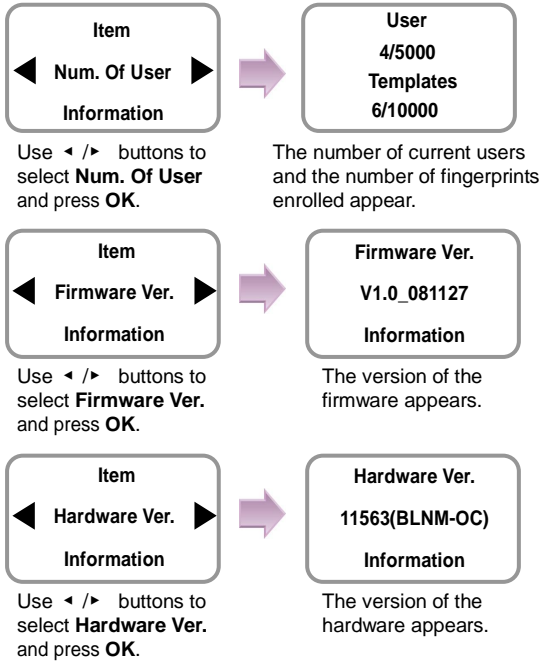 Item
Num. Of User
Information
User
4/5000
Templates
6/10000
Use ◄ /► buttons to
select Num. Of User
and press OK.
The number of current users
and the number of fingerprints
enrolled appear.
Item
Firmware Ver.
Information
Firmware Ver.
V1.0_081127
Information
Use ◄ /► buttons to
select Firmware Ver.
and press OK.
The version of the
firmware appears.
Item
Hardware Ver.
Information
Hardware Ver.
11563(BLNM-OC)
Information
Use ◄ /► buttons to
select Hardware Ver.
and press OK.
The version of the
hardware appears.